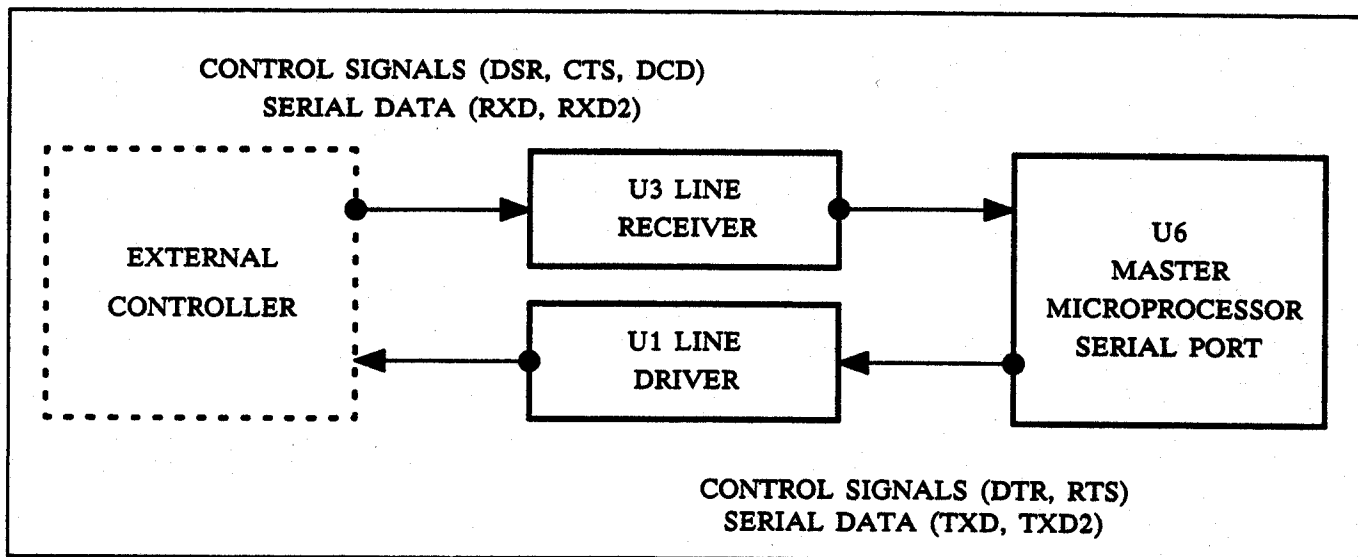 CONTROL SIGNALS (DSR, CTS, DCD)
SERIAL DATA (RXD, RXD2)
EXTERNAL
CONTROLLER
U3 LINE
RECEIVER
U1 LINE
DRIVER
U6
MASTER
MICROPROCESSOR
SERIAL PORT
CONTROL SIGNALS (DTR, RTS)
SERIAL DATA (TXD, TXD2)